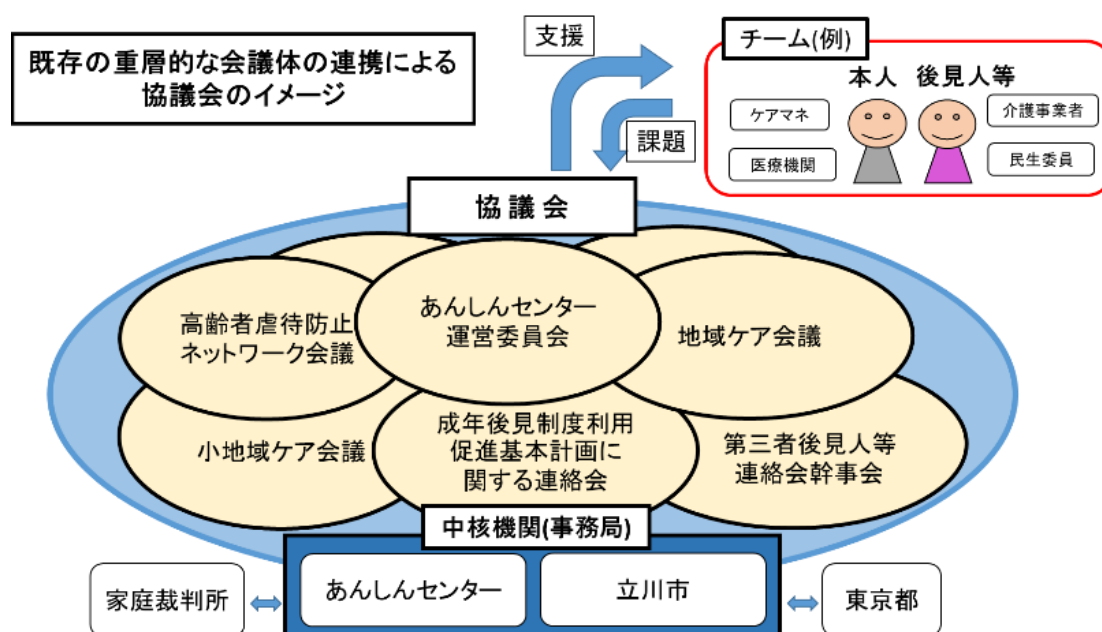 既存の重層的な会議体の連携による
協議会のイメージ
支援
課題
チーム(例)
本人 後見人等
ケアマネ
介護事業者
医療機関
民生委員
協議会
高齢者虐待防止
ネットワーク会議
あんしんセンター
運営委員会
地域ケア会議
小地域ケア会議
成年後見制度利用
促進基本計画に
関する連絡会
第三者後見人等
連絡会幹事会
中核機関(事務局)
家庭裁判所
あんしんセンター
立川市
東京都